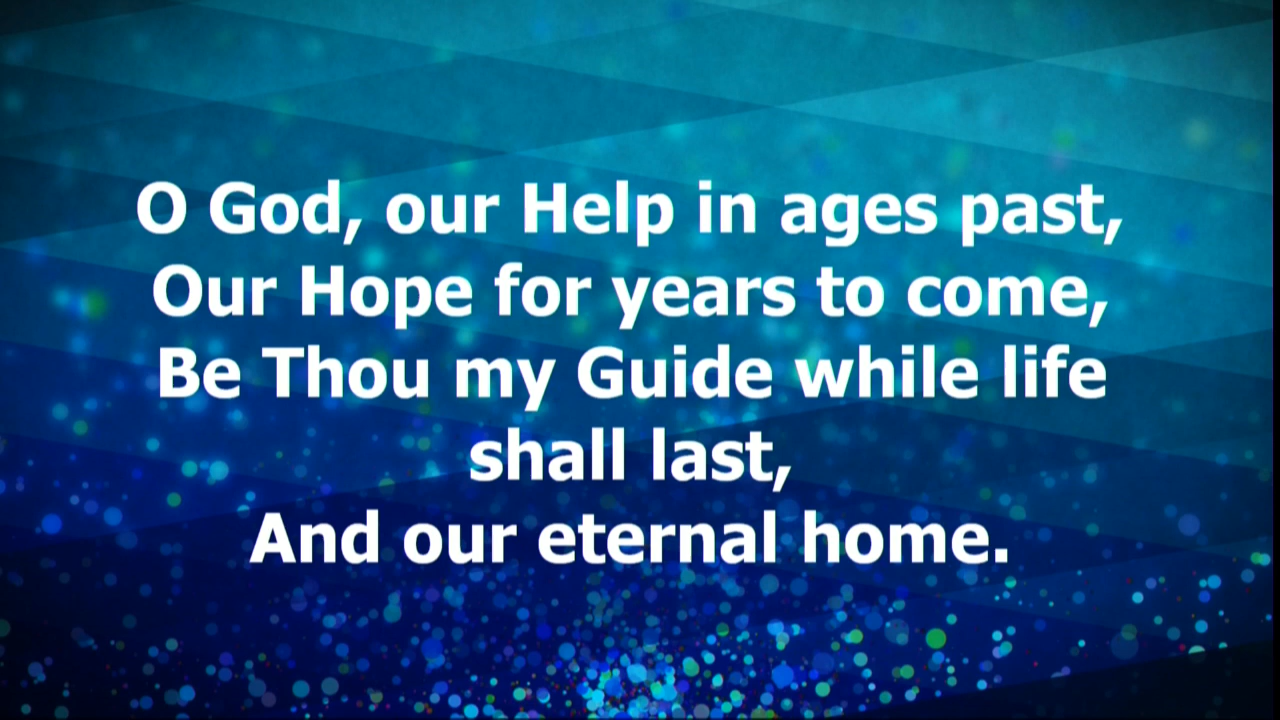 O God, our Help in ages past,
Our Hope for years to come,
Be Thou my Guide while life
shall last,
And our eternal home.